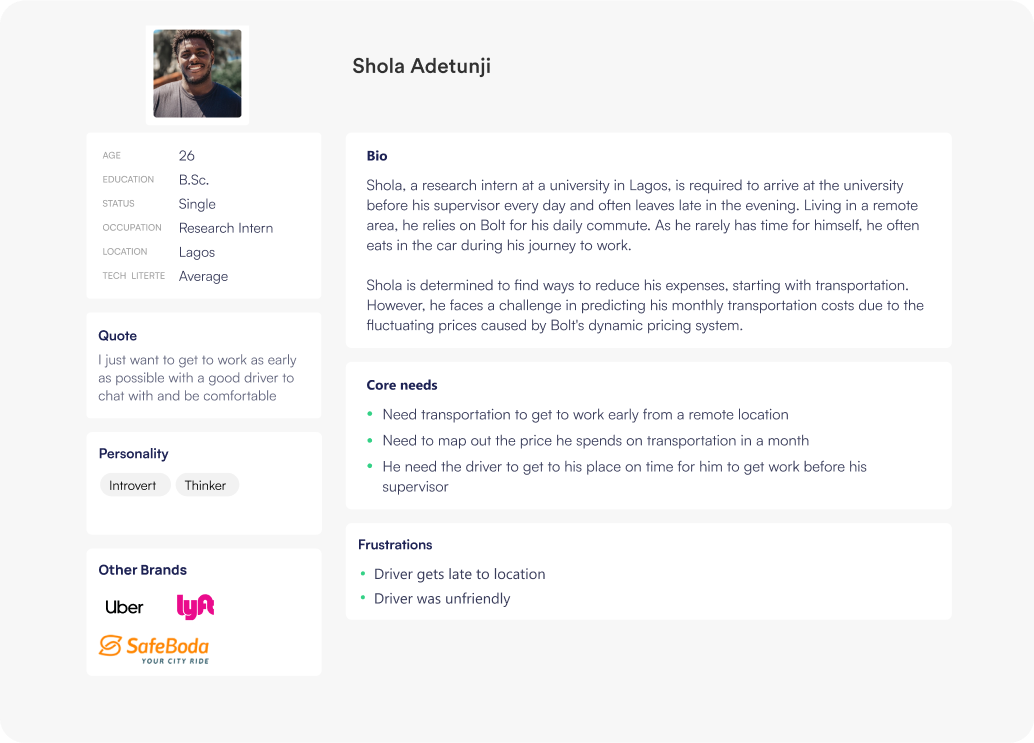 Shola Adetunji
AGE 26
EDUCATION B.Sc.
STATUS Single
OCCUPATION Research Intern
LOCATION Lagos
TECH LITERTE Average
Quote
I just want to get to work as early
as possible with a good driver to
chat with and be comfortable
Personality
Introvert Thinker
Other Brands
Uber lyft
SafeBoda
YOUR CITY RIDE
Bio
Shola, a research intern at a university in Lagos, is required to arrive at the university
before his supervisor every day and often leaves late in the evening. Living in a remote
area, he relies on Bolt for his daily commute. As he rarely has time for himself, he often
eats in the car during his journey to work.
Shola is determined to find ways to reduce his expenses, starting with transportation.
However, he faces a challenge in predicting his monthly transportation costs due to the
fluctuating prices caused by Bolt's dynamic pricing system.
Core needs
• Need transportation to get to work early from a remote location
• Need to map out the price he spends on transportation in a month
• He need the driver to get to his place on time for him to get work before his
supervisor
Frustrations
• Driver gets late to location
• Driver was unfriendly